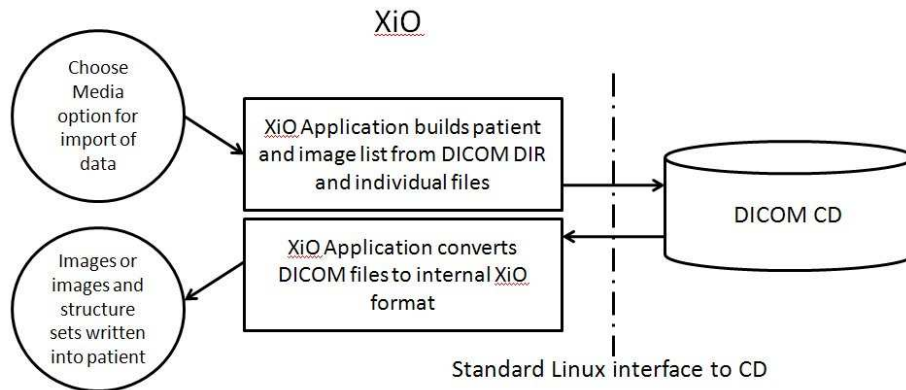 XiO
Choose
Media
option for
import of
data
XiO Application builds patient
and image list from DICOM DIR
and individual files
DICOM CD
XiO Application converts
DICOM files to internal XiO
format
Images or
images and
structure
sets written
into patient
Standard Linux interface to CD